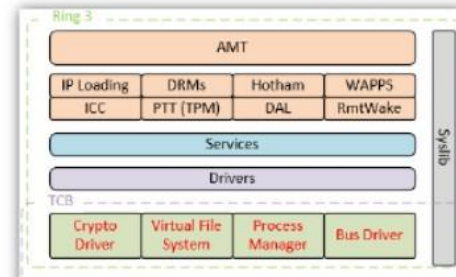 Ring 3
AMT
IP Loading DRMs Hotham WAPPS
ICC PTT (TPM) DAL RmtWake
Services
Drivers
TCB
Crypto Driver
Virtual File System
Process Manager
Bus Driver
Syslib